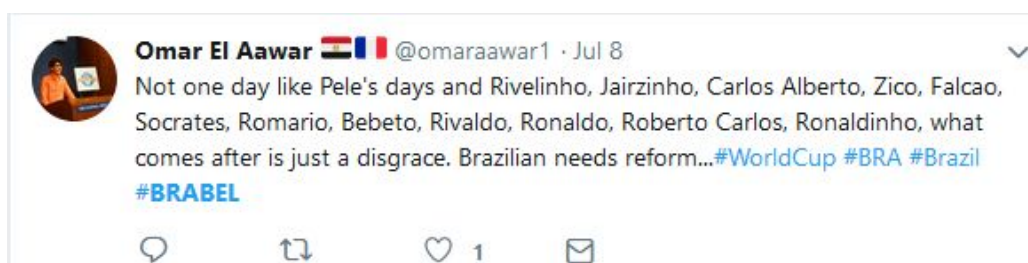 Omar El Aawar 🇪🇬🇫🇷 @omaraawar1 · Jul 8
Not one day like Pele's days and Rivelinho, Jairzinho, Carlos Alberto, Zico, Falcao,
Socrates, Romario, Bebeto, Rivaldo, Ronaldo, Roberto Carlos, Ronaldinho, what
comes after is just a disgrace. Brazilian needs reform...#WorldCup #BRA #Brazil
#BRABEL
1